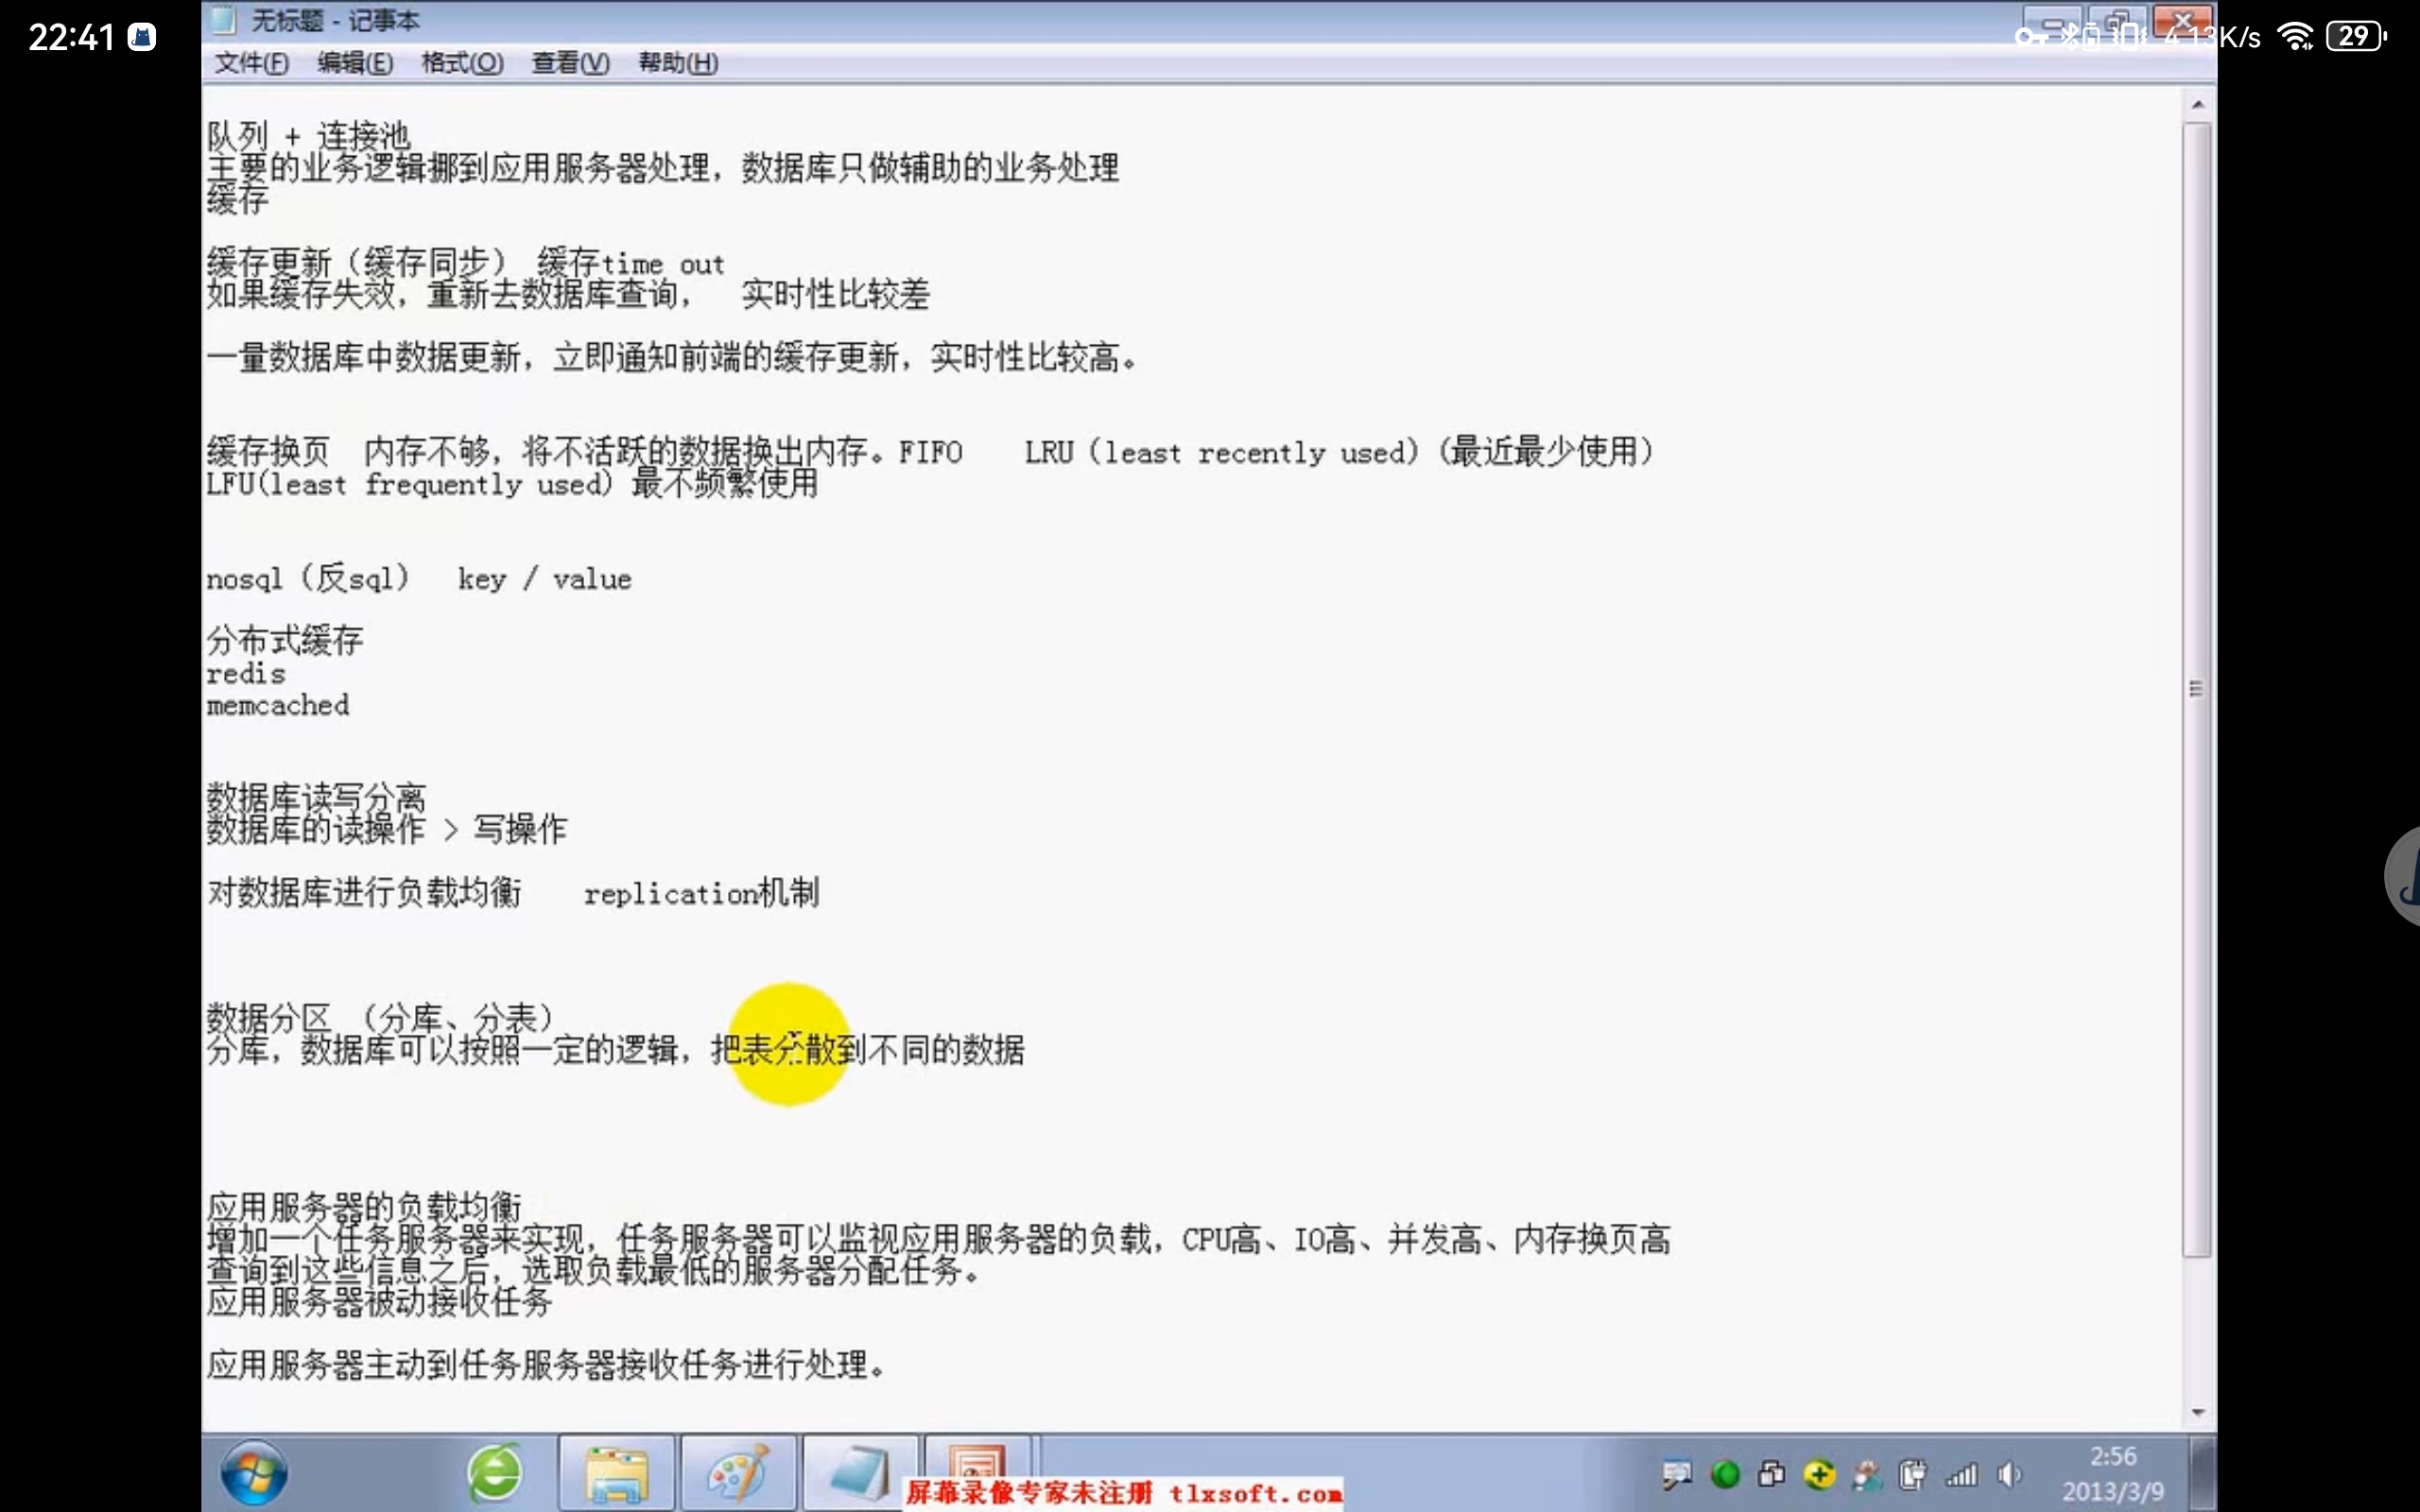 22:41
无标题 - 记事本
K/s
29
文件(F) 编辑(E) 格式(O) 查看(V) 帮助(H)
队列 + 连接池
主要的业务逻辑挪到应用服务器处理，数据库只做辅助的业务处理
缓存
缓存更新（缓存同步） 缓存time out
如果缓存失效，重新去数据库查询， 实时性比较差
一量数据库中数据更新，立即通知前端的缓存更新，实时性比较高。
缓存换页 内存不够，将不活跃的数据换出内存。FIFO LRU（least recently used）(最近最少使用）
LFU(least frequently used) 最不频繁使用
nosql（反sql） key / value
分布式缓存
redis
memcached
数据库读写分离
数据库的读操作 > 写操作
对数据库进行负载均衡 replication机制
数据分区 （分库、分表）
分库，数据库可以按照一定的逻辑，把表分散到不同的数据
应用服务器的负载均衡
增加一个任务服务器来实现，任务服务器可以监视应用服务器的负载，CPU高、IO高、并发高、内存换页高
查询到这些信息之后，选取负载最低的服务器分配任务。
应用服务器被动接收任务
应用服务器主动到任务服务器接收任务进行处理。
屏幕录像专家未注册 tlxsoft.com
2:56
2013/3/9